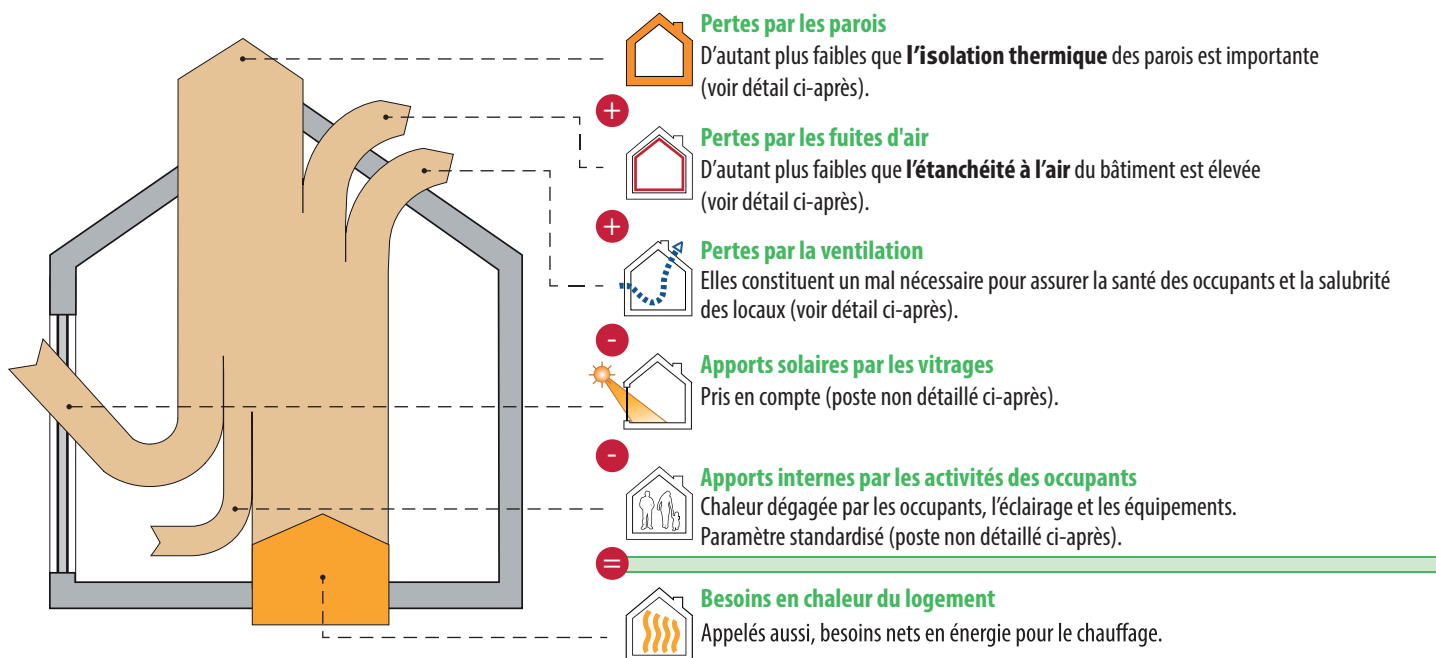 Pertes par les parois
D'autant plus faibles que l'isolation thermique des parois est importante
(voir détail ci-après).
+
Pertes par les fuites d'air
D'autant plus faibles que l'étanchéité à l'air du bâtiment est élevée
(voir détail ci-après).
+
Pertes par la ventilation
Elles constituent un mal nécessaire pour assurer la santé des occupants et la salubrité
des locaux (voir détail ci-après).
-
Apports solaires par les vitrages
Pris en compte (poste non détaillé ci-après).
-
Apports internes par les activités des occupants
Chaleur dégagée par les occupants, l'éclairage et les équipements.
Paramètre standardisé (poste non détaillé ci-après).
=
Besoins en chaleur du logement
Appelés aussi, besoins nets en énergie pour le chauffage.